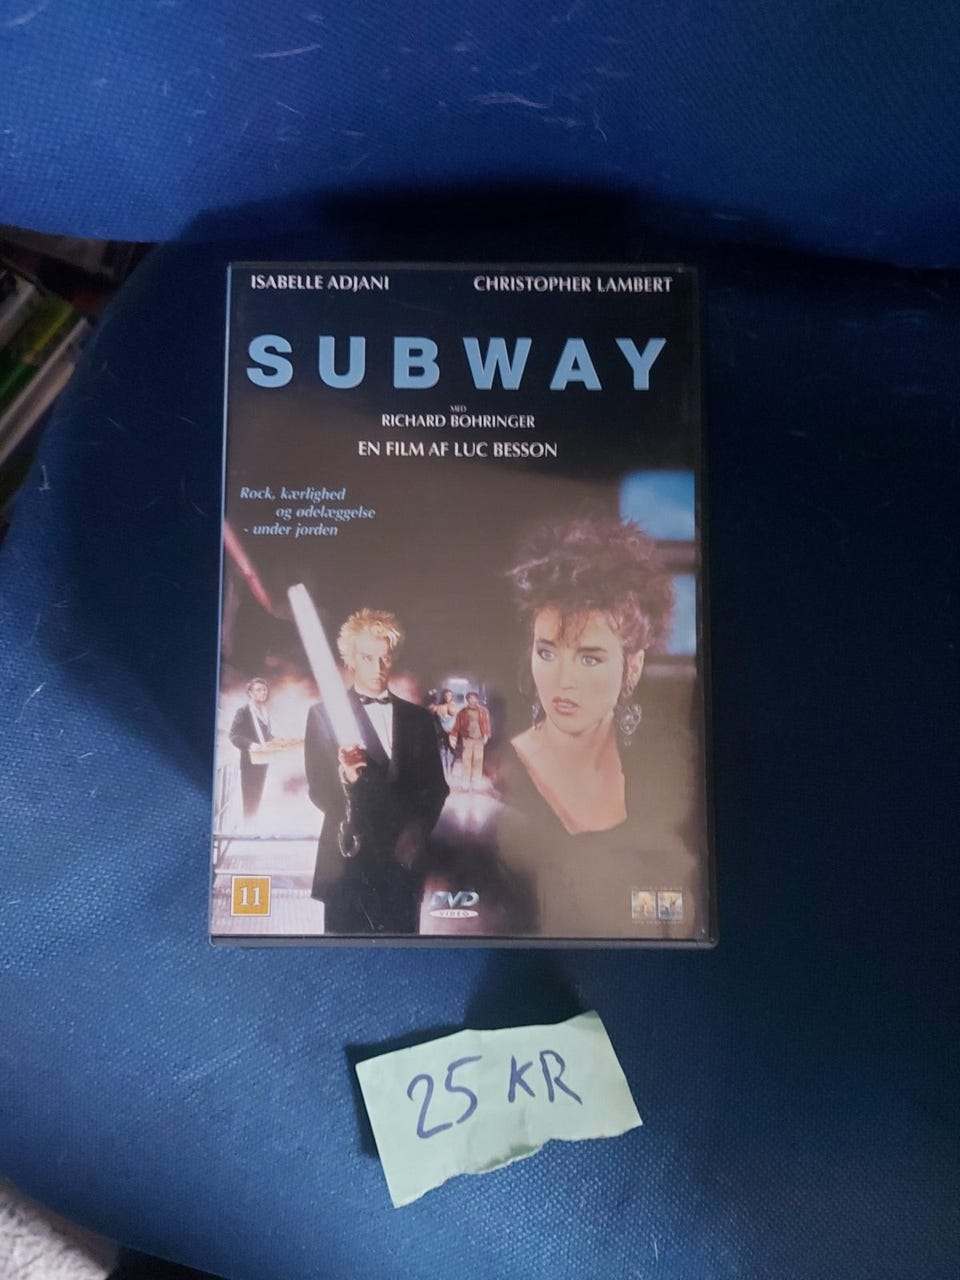 ISABELLE ADJANI CHRISTOPHER LAMBERT
SUBWAY
MED
RICHARD BOHRINGER
EN FILM AF LUC BESSON
Rock, kærlighed
og ødelæggelse
- under jorden
11
DVD
VIDEO
25 KR